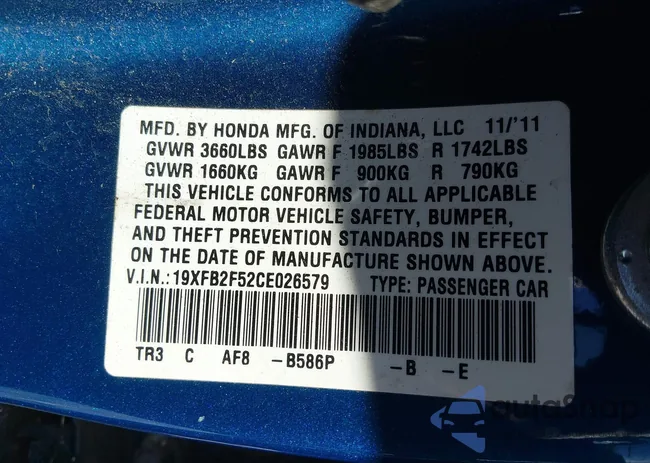 MFD. BY HONDA MFG. OF INDIANA, LLC 11/'11
GVWR 3660LBS GAWR F 1985LBS R 1742LBS
GVWR 1660KG GAWR F 900KG R 790KG
THIS VEHICLE CONFORMS TO ALL APPLICABLE
FEDERAL MOTOR VEHICLE SAFETY, BUMPER,
AND THEFT PREVENTION STANDARDS IN EFFECT
ON THE DATE OF MANUFACTURE SHOWN ABOVE.
V.I.N.:19XFB2F52CE026579 TYPE: PASSENGER CAR
TR3 C AF8 -B586P -B -E
autoShop